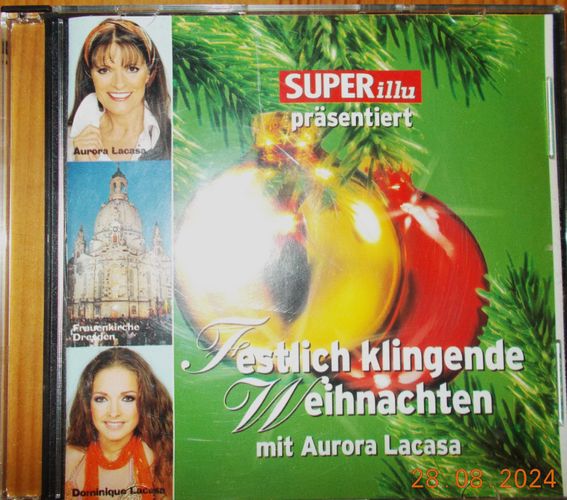 SUPERillu
präsentiert
Aurora Lacasa
Frauenkirche
Dresden
Festlich klingende
Weihnachten
mit Aurora Lacasa
Dominique Lacasa
28.08.2024